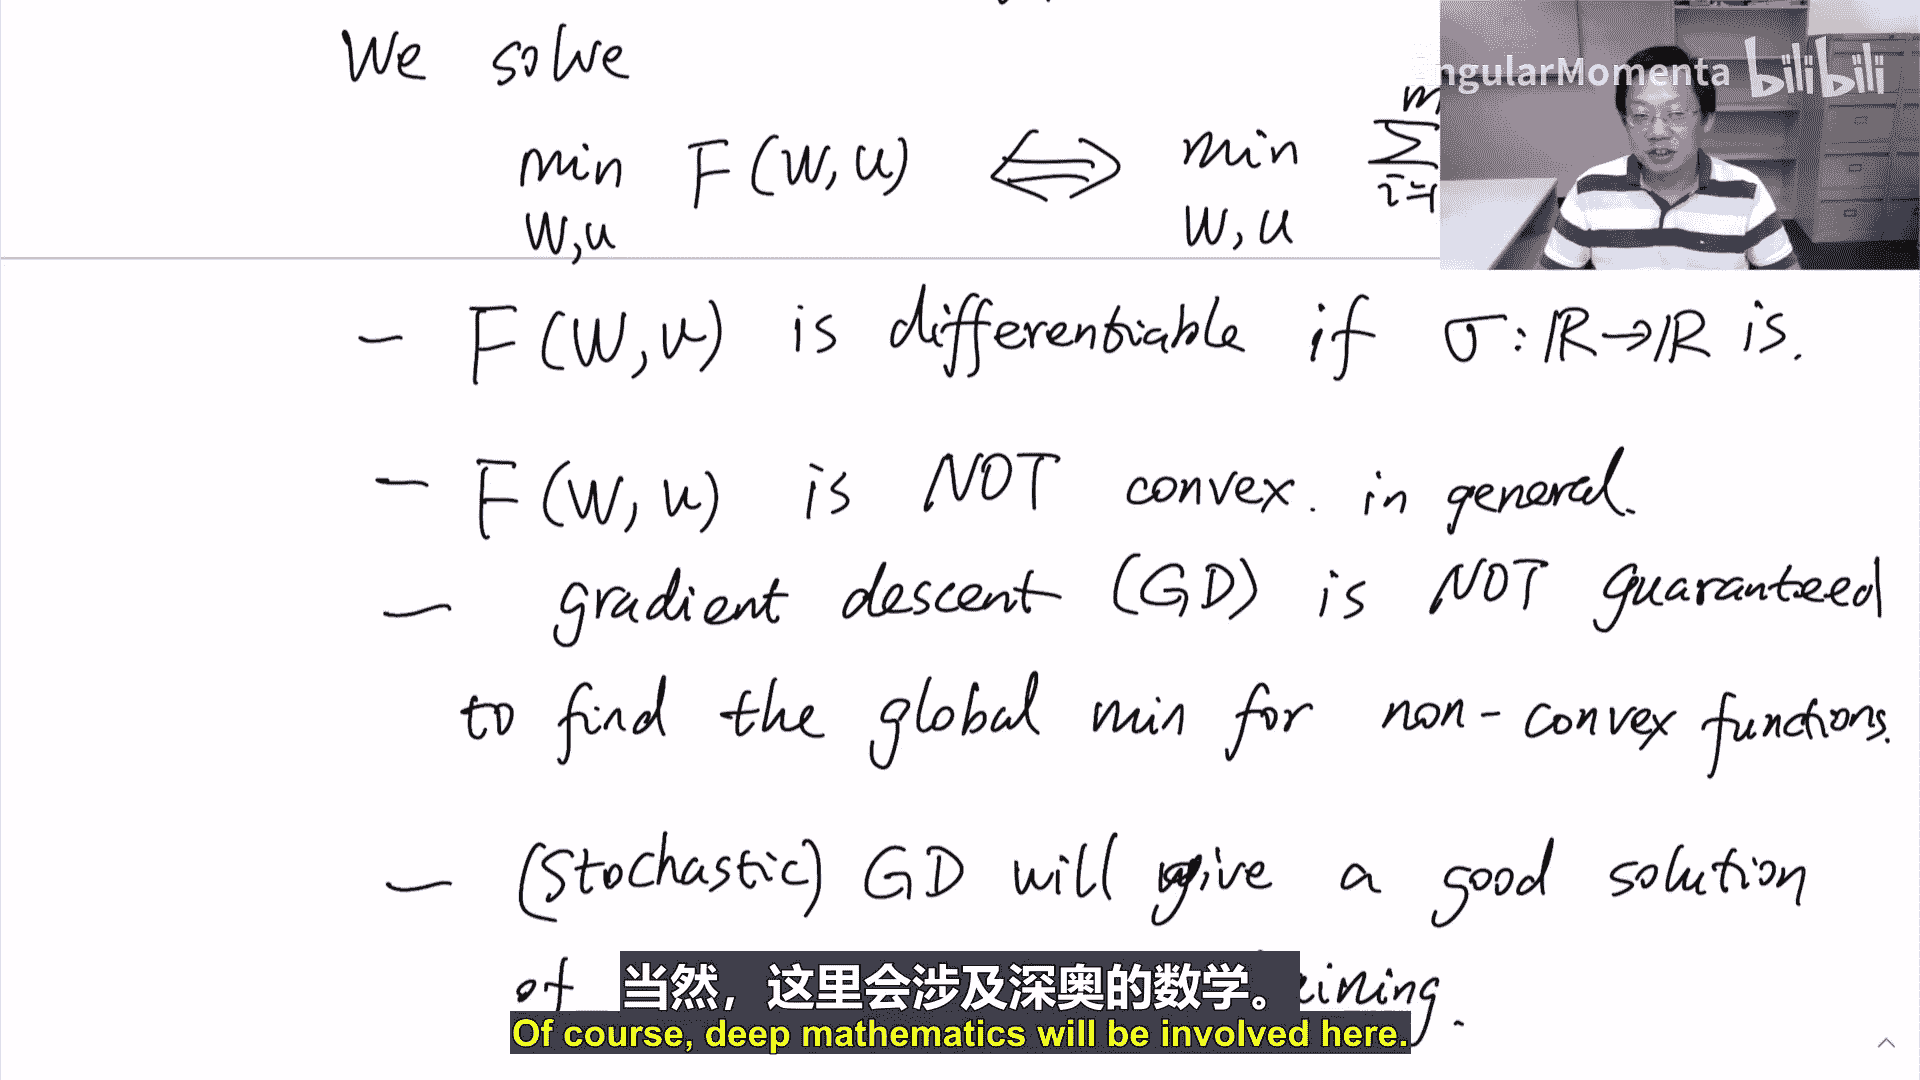 We solve
ngularMomenta bilibili
min F(W,u) ⟺ min Σ
W,u W,u i=1
m
- F(W,u) is differentiable if σ:ℝ→ℝ is.
- F(W,u) is NOT convex. in general.
- gradient descent (GD) is NOT guaranteed
to find the global min for non-convex functions.
- (Stochastic) GD will give a good solution
of
当然，这里会涉及深奥的数学。
Of course, deep mathematics will be involved here.